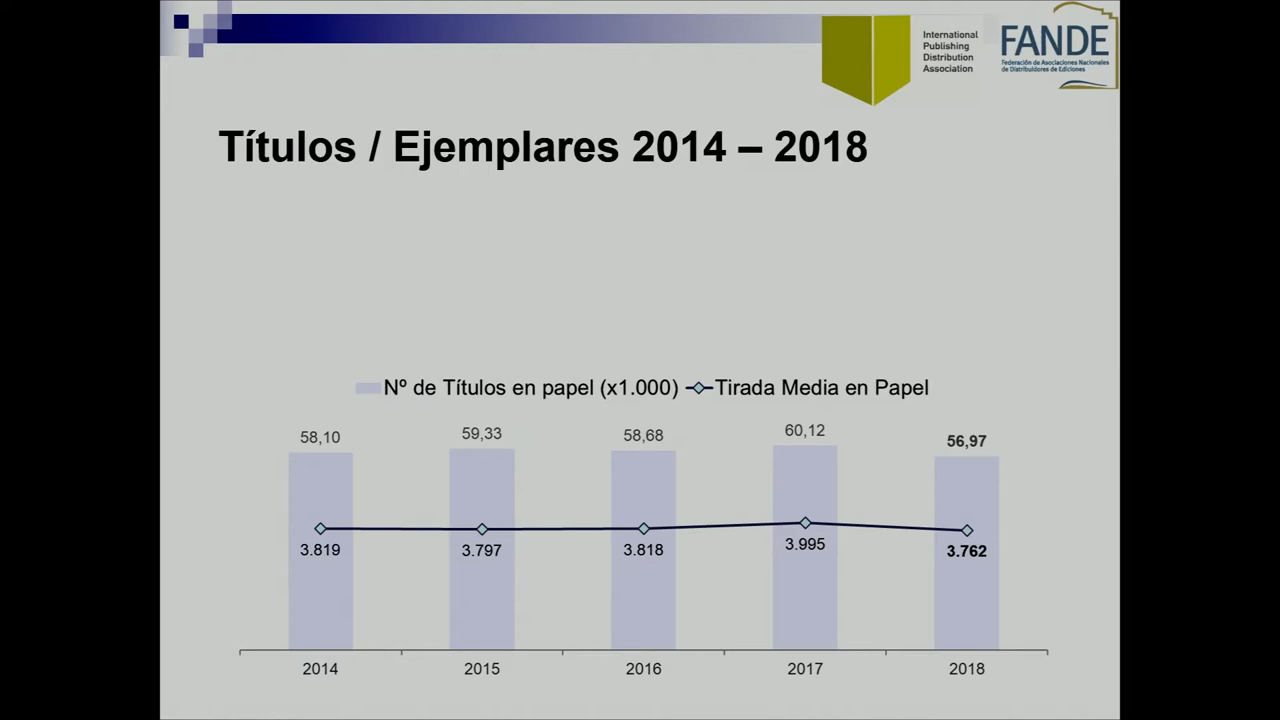 International
Publishing
Distribution
Association
FANDE
Federación de Asociaciones Nacionales
de Distribuidores de Ediciones
Títulos / Ejemplares 2014 – 2018
Nº de Títulos en papel (x1.000) Tirada Media en Papel
58,10 59,33 58,68 60,12 56,97
3.819 3.797 3.818 3.995 3.762
2014 2015 2016 2017 2018